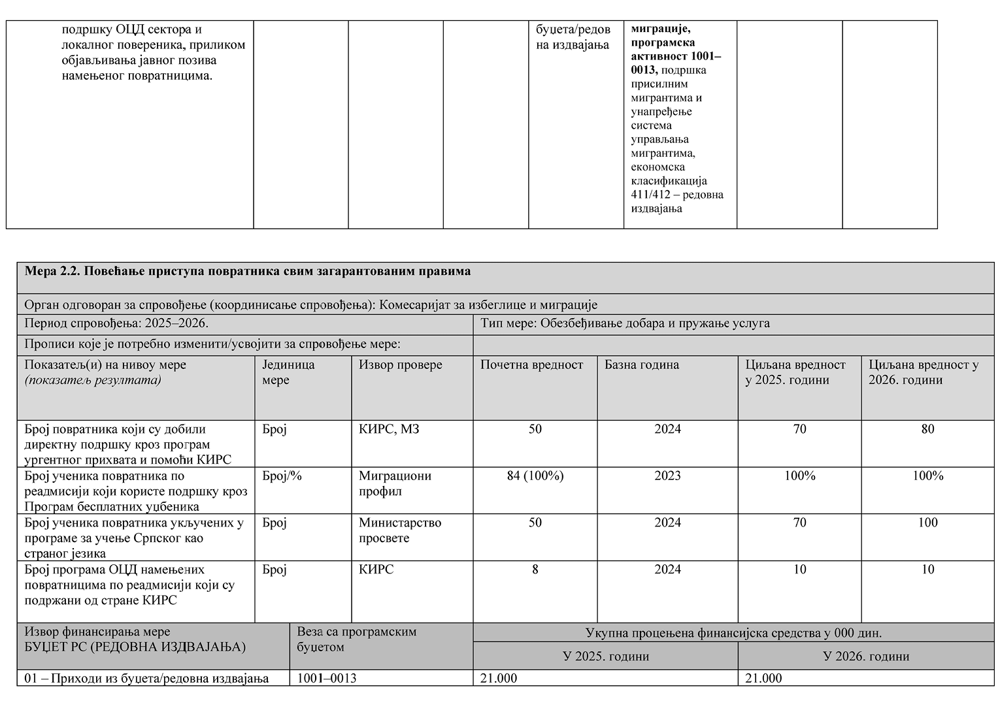 подршку ОЦД сектора и
локалног повереника, приликом
објављивања јавног позива
намењеног повратницима.
буџета/редов
на издвајања
миграције,
програмска
активност 1001–
0013, подршка
присилним
мигрантима и
унапређење
система
управљања
мигрантима,
економска
класификација
411/412 – редовна
издвајања
Мера 2.2. Повећање приступа повратника свим загарантованим правима
Орган одговоран за спровођење (координисање спровођења): Комесаријат за избеглице и миграције
Период спровођења: 2025–2026.
Тип мере: Обезбеђивање добара и пружање услуга
Прописи које је потребно изменити/усвојити за спровођење мере:
Показатељ(и) на нивоу мере
(показатељ резултата)
Јединица
мере
Извор провере
Почетна вредност
Базна година
Циљана вредност
у 2025. години
Циљана вредност у
2026. години
Број повратника који су добили
директну подршку кроз програм
ургентног прихвата и помоћи КИРС
Број
КИРС, МЗ
50
2024
70
80
Број ученика повратника по
реадмисији који користе подршку кроз
Програм бесплатних уџбеника
Број/%
Миграциони
профил
84 (100%)
2023
100%
100%
Број ученика повратника укључених у
програме за учење Српског као
страног језика
Број
Министарство
просвете
50
2024
70
100
Број програма ОЦД намењених
повратницима по реадмисији који су
подржани од стране КИРС
Број
КИРС
8
2024
10
10
Извор финансирања мере
БУЏЕТ РС (РЕДОВНА ИЗДВАЈАЊА)
Веза са програмским
буџетом
Укупна процењена финансијска средства у 000 дин.
У 2025. години
У 2026. години
01 – Приходи из буџета/редовна издвајања
1001–0013
21.000
21.000